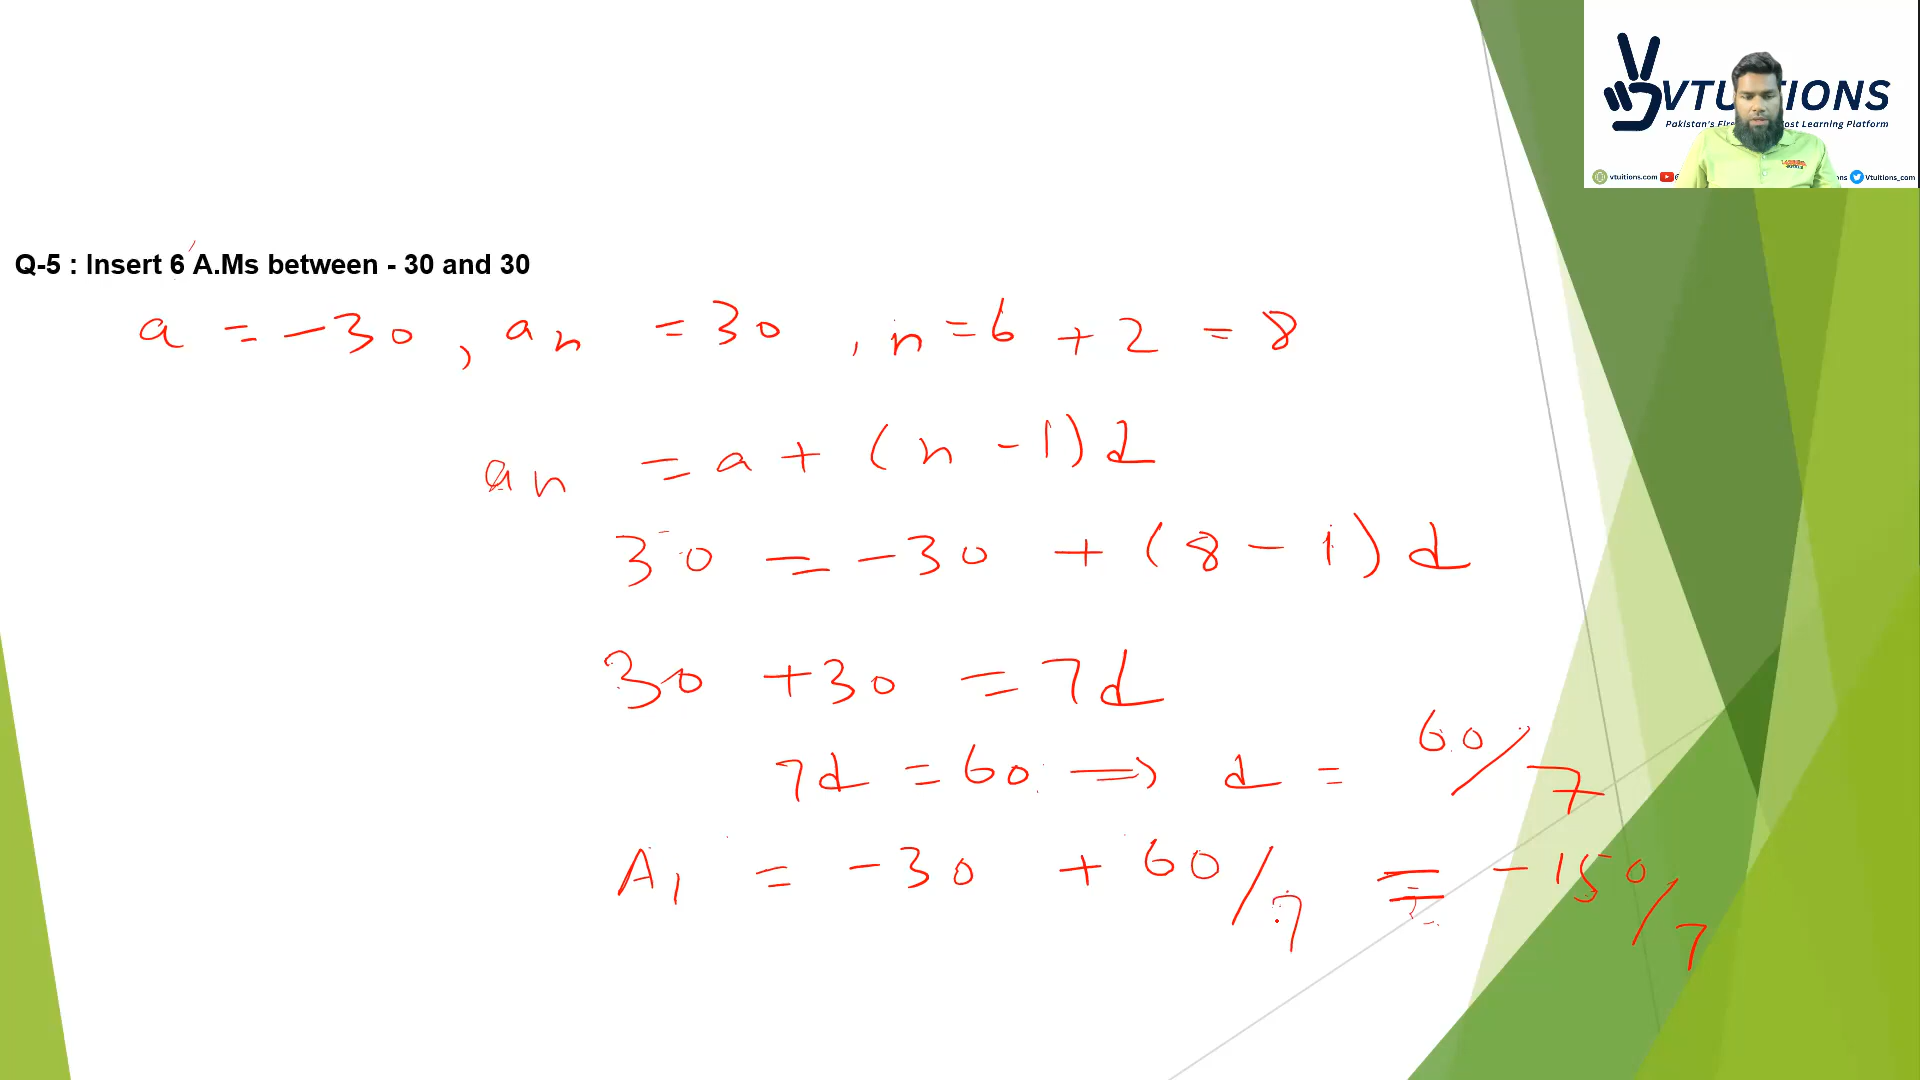 VTUITIONS
Pakistan's Most Learning Platform
vtuitions.com Vtuitions_com
Q-5 : Insert 6 A.Ms between - 30 and 30
a = -30 , an = 30 , n = 6 + 2 = 8
an = a + (n - 1) d
30 = -30 + (8 - 1) d
30 + 30 = 7d
7d = 60 ⟹ d = 60/7
A1 = -30 + 60/7 = -150/7